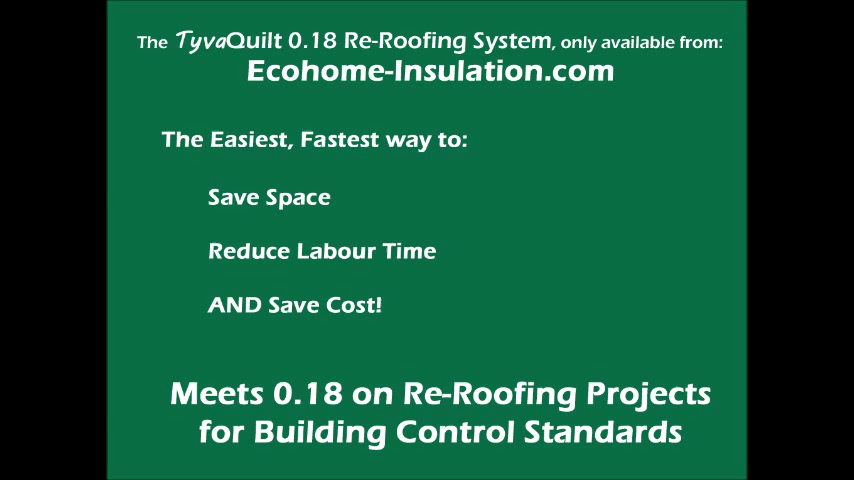 The TyvaQuilt 0.18 Re-Roofing System, only available from:
Ecohome-Insulation.com
The Easiest, Fastest way to:
Save Space
Reduce Labour Time
AND Save Cost!
Meets 0.18 on Re-Roofing Projects
for Building Control Standards